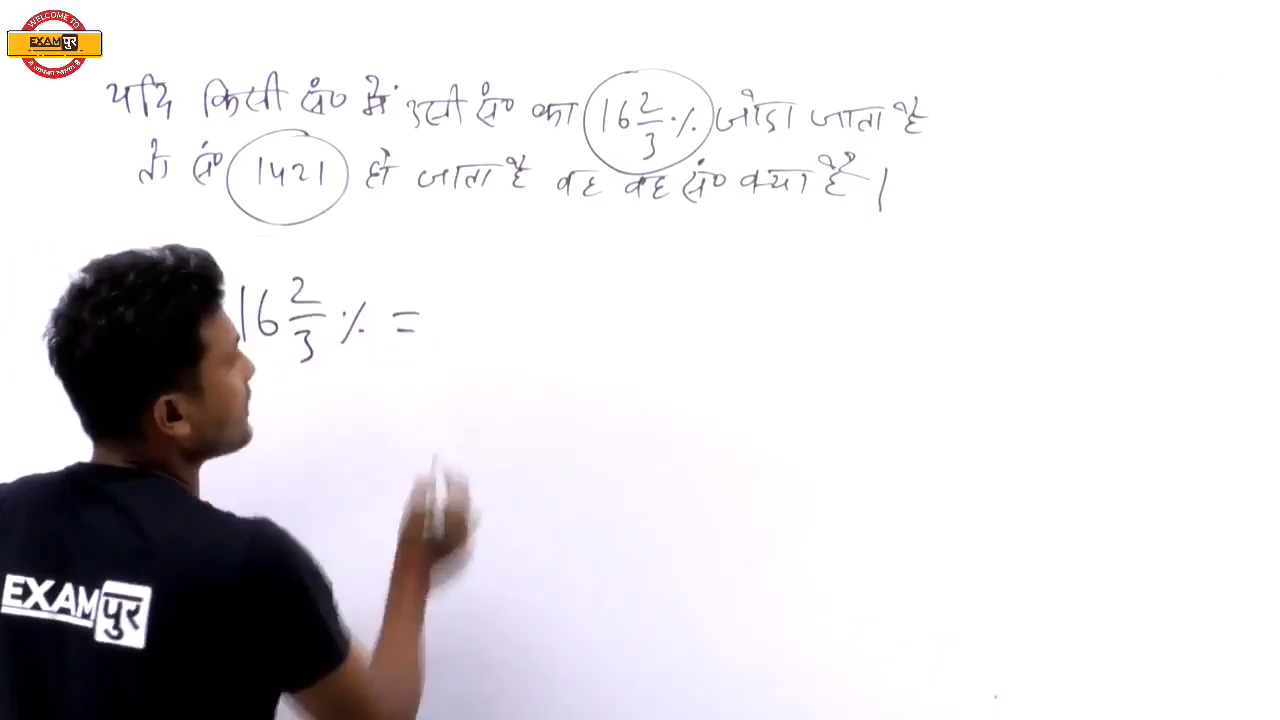 WELCOME TO
EXAMपुर
यदि किसी सं० में उसी सं० का 16 2/3 % जोडा जाता है
तो सं० 1421 हो जाता है वह वह सं० क्या है।
16 2/3 % =
EXAMपुर